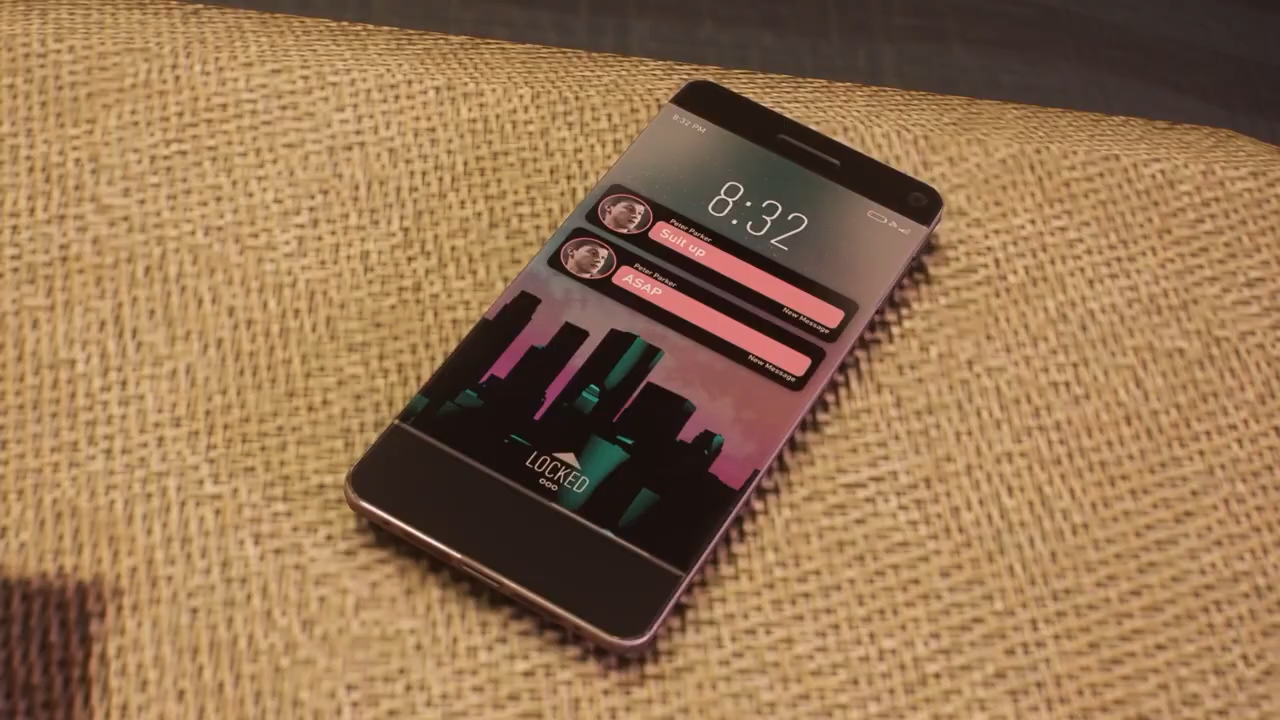 8:32 PM
8:32
Peter Parker
Suit up
New Message
Peter Parker
ASAP
New Message
LOCKED